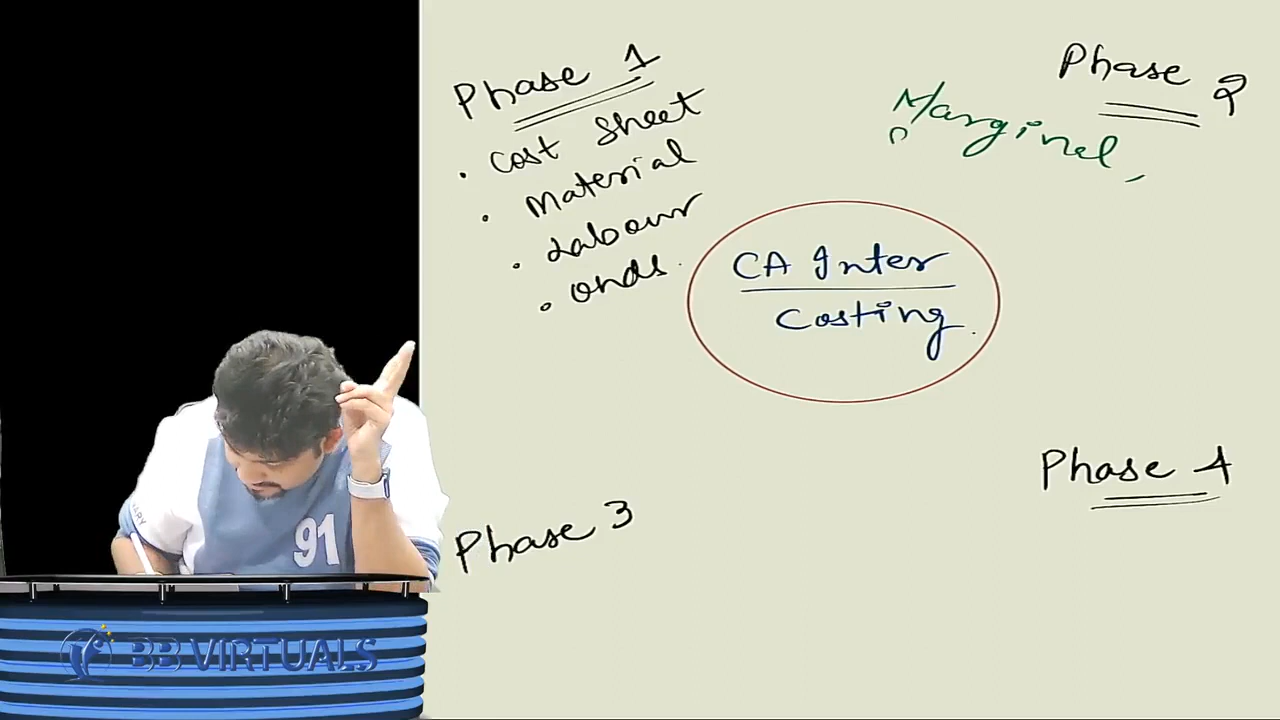 Phase 1
• Cost Sheet
• Material
• Labour
• OHDs.
Phase 2
Marginal,
CA Inter
Costing
Phase 3
Phase 4
91
BB VIRTUALS